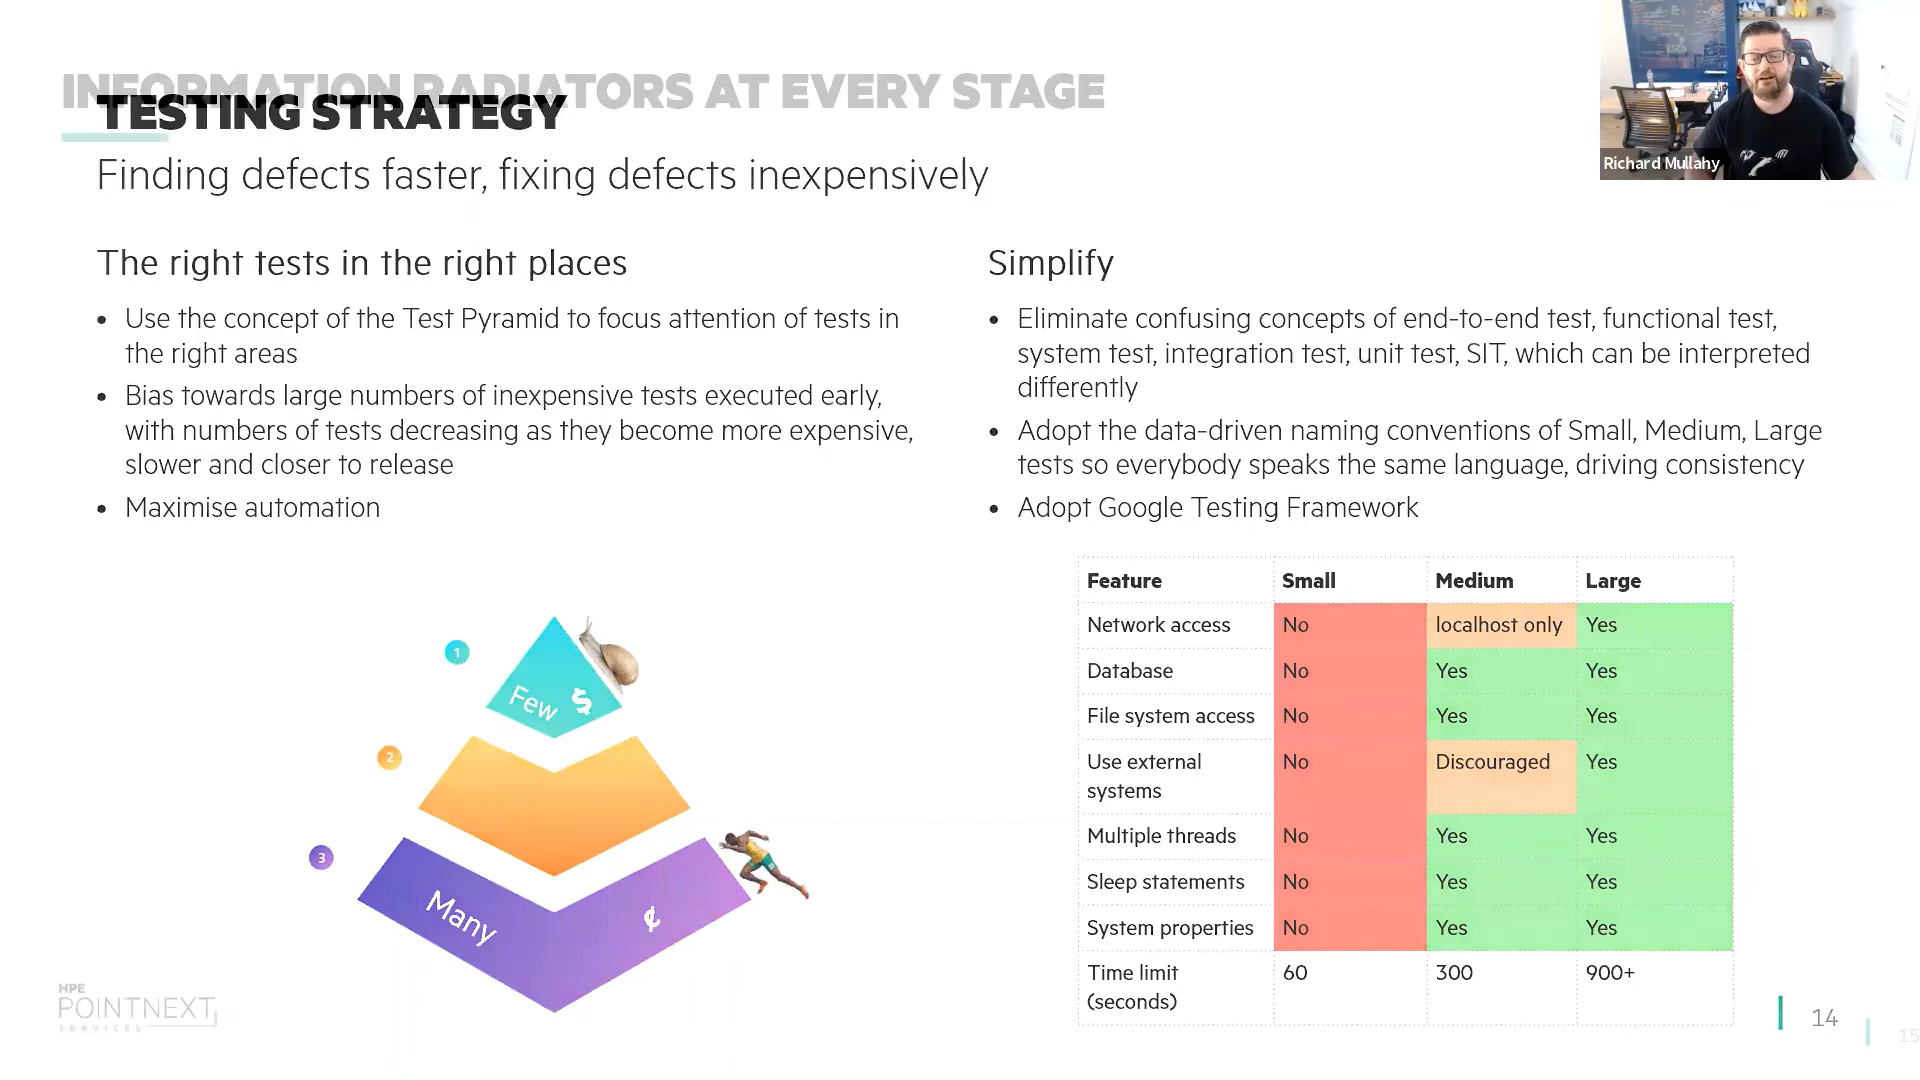 INFORMATION RADIATORS AT EVERY STAGE
TESTING STRATEGY
Finding defects faster, fixing defects inexpensively
Richard Mullahy
The right tests in the right places
• Use the concept of the Test Pyramid to focus attention of tests in
the right areas
• Bias towards large numbers of inexpensive tests executed early,
with numbers of tests decreasing as they become more expensive,
slower and closer to release
• Maximise automation
1
Few $
2
3
Many ¢
Simplify
• Eliminate confusing concepts of end-to-end test, functional test,
system test, integration test, unit test, SIT, which can be interpreted
differently
• Adopt the data-driven naming conventions of Small, Medium, Large
tests so everybody speaks the same language, driving consistency
• Adopt Google Testing Framework
Feature Small Medium Large
Network access No localhost only Yes
Database No Yes Yes
File system access No Yes Yes
Use external
systems No Discouraged Yes
Multiple threads No Yes Yes
Sleep statements No Yes Yes
System properties No Yes Yes
Time limit
(seconds) 60 300 900+
HPE
POINTNEXT
SERVICES
14
15